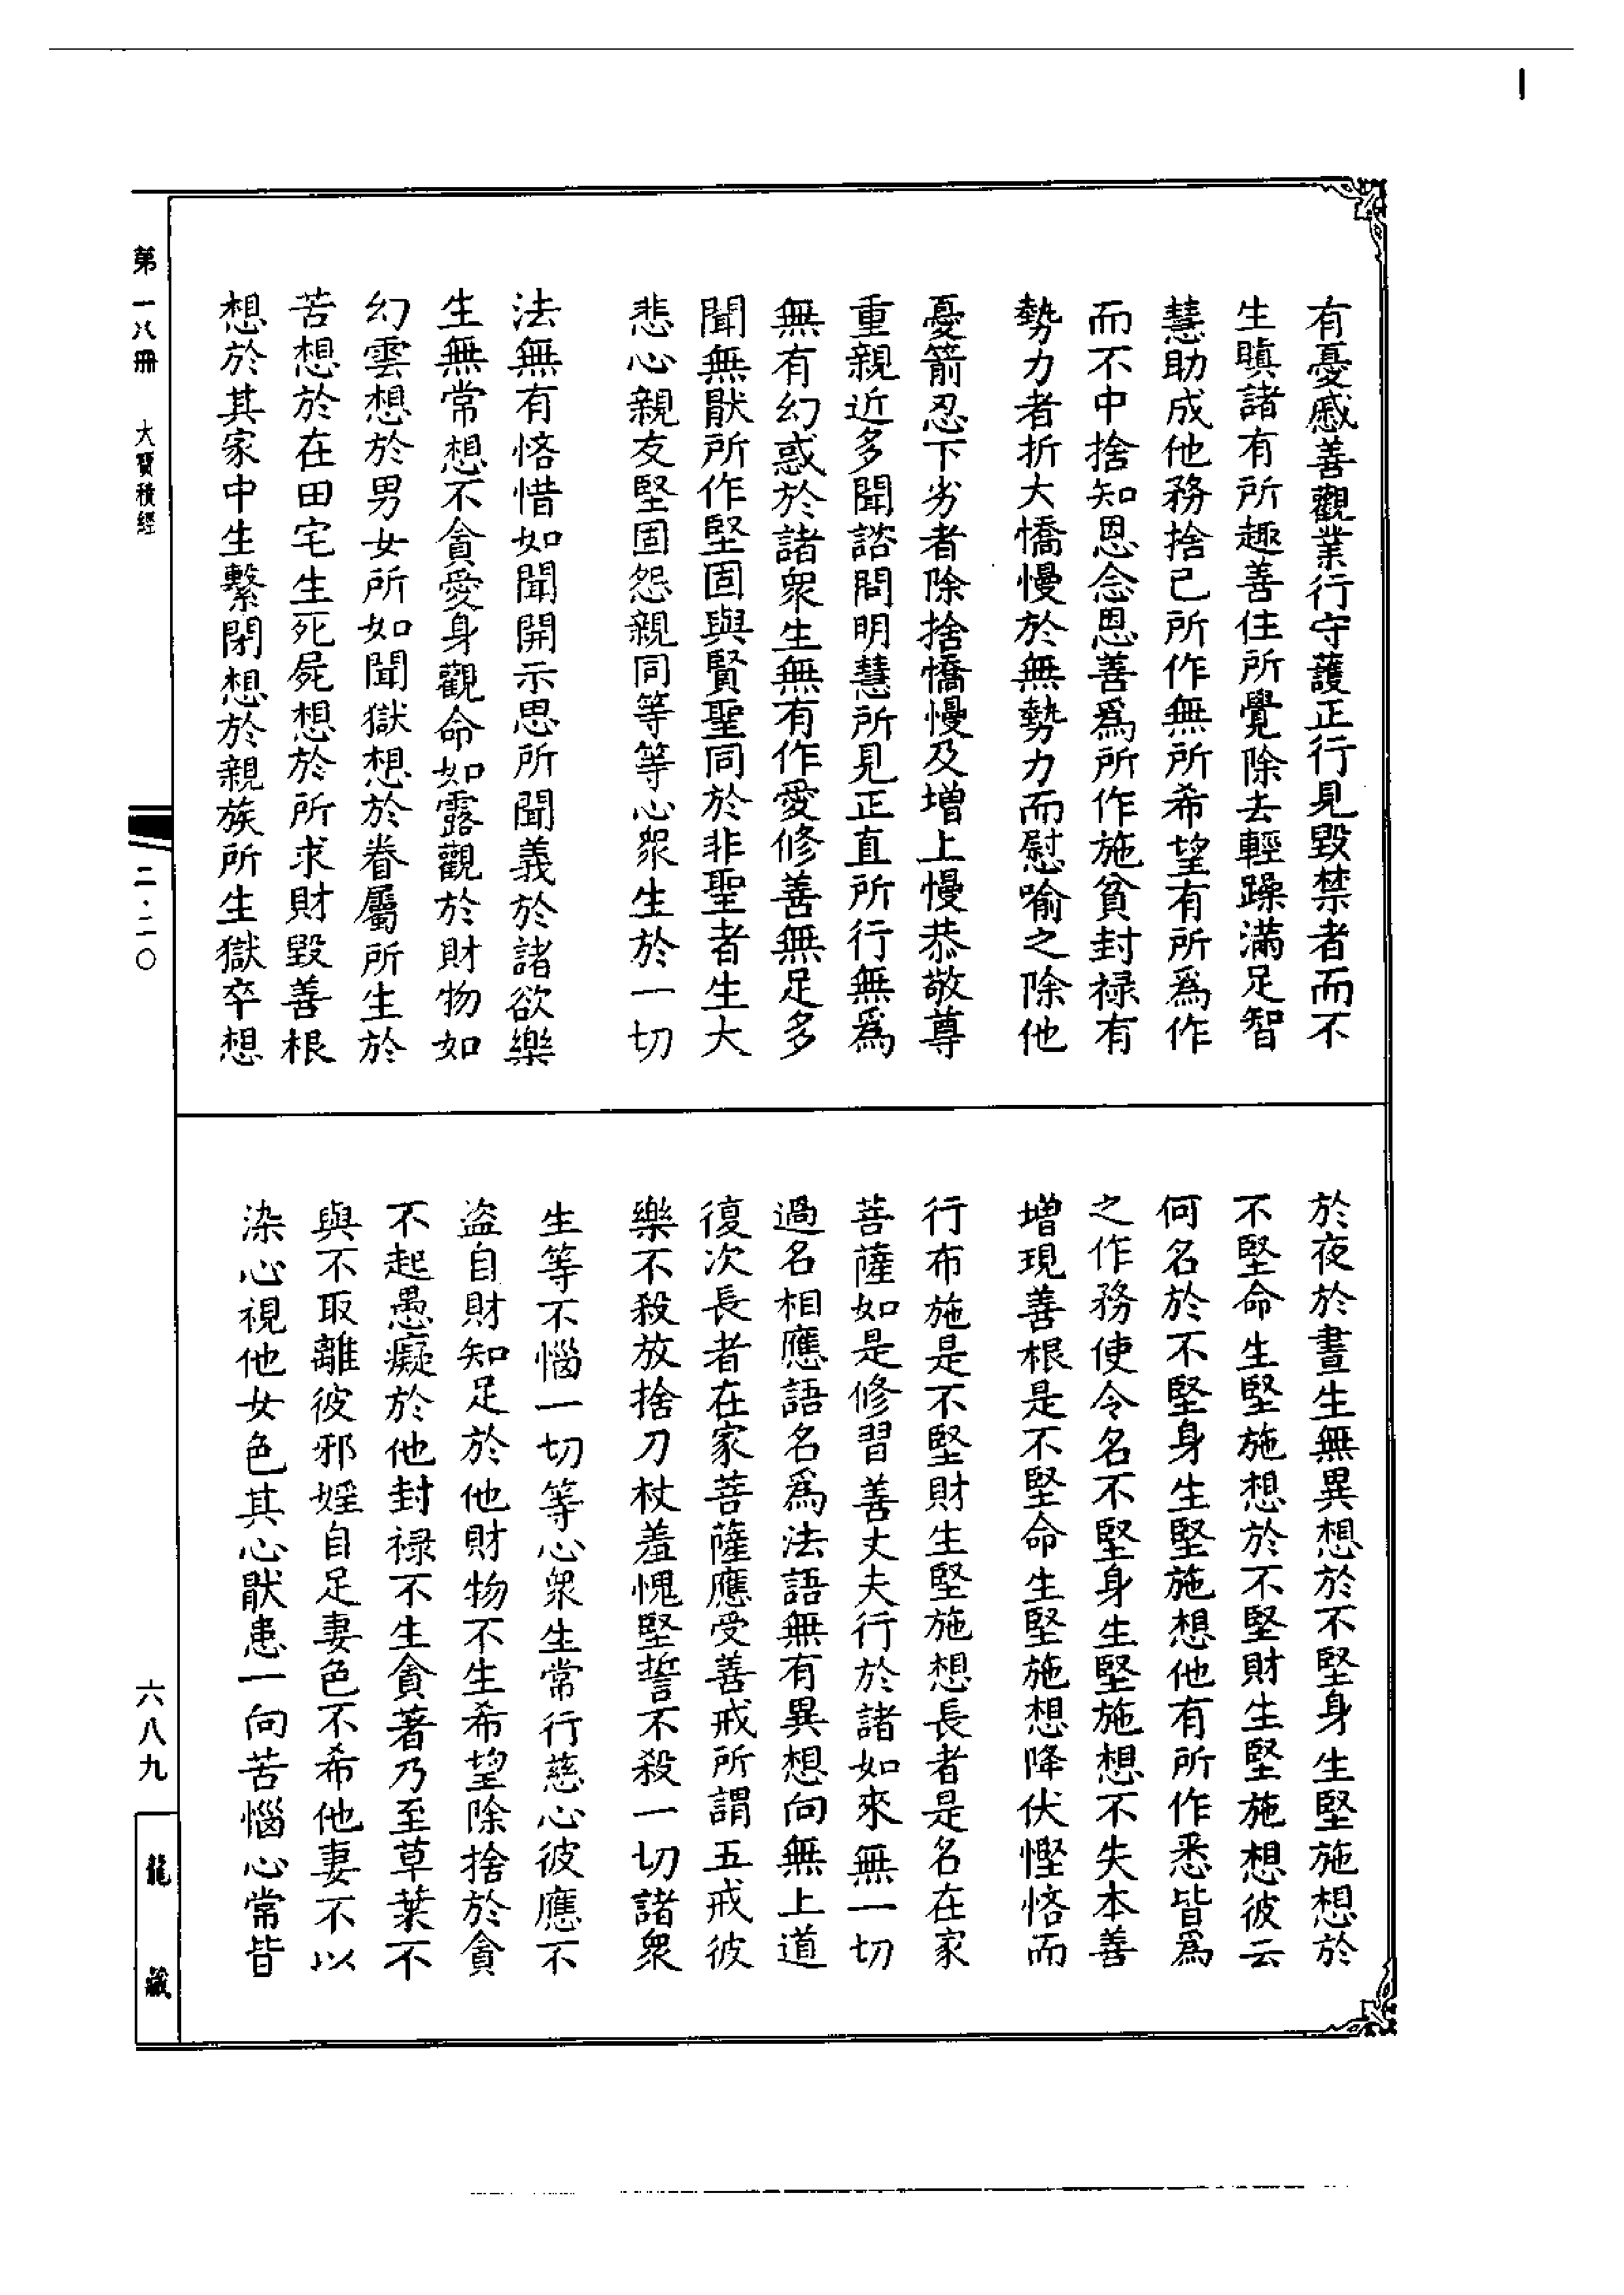 有憂慼善觀業行守護正行見毀禁者而不
生瞋諸有所趣善住所覺除去輕躁滿足智
慧助成他務捨己所作無所希望有所爲作
而不中捨知恩念恩善爲所作施貧封祿有
勢力者折大憍慢於無勢力而慰喻之除他
憂箭忍下劣者除捨憍慢及增上慢恭敬尊
重親近多聞諮問明慧所見正直所行無爲
無有幻惑於諸衆生無有作愛修善無足多
聞無猒所作堅固與賢聖同於非聖者生大
悲心親友堅固怨親同等等心衆生於一切
法無有悋惜如聞開示思所聞義於諸欲樂
生無常想不貪愛身觀命如露觀於財物如
幻雲想於男女所如聞獄想於眷屬所生於
苦想於在田宅生死屍想於所求財毀善根
想於其家中生繫閉想於親族所生獄卒想
於夜於晝生無異想於不堅身生堅施想於
不堅命生堅施想於不堅財生堅施想彼云
何名於不堅身生堅施想他有所作悉皆爲
之作務使令名不堅身生堅施想不失本善
增現善根是不堅命生堅施想降伏慳悋而
行布施是不堅財生堅施想長者是名在家
菩薩如是修習善丈夫行於諸如來無一切
過名相應語名爲法語無有異想向無上道
復次長者在家菩薩應受善戒所謂五戒彼
樂不殺放捨刀杖羞愧堅誓不殺一切諸衆
生等不惱一切等心衆生常行慈心彼應不
盜自財知足於他財物不生希望除捨於貪
不起愚癡於他封祿不生貪著乃至草葉不
與不取離彼邪婬自足妻色不希他妻不以
染心視他女色其心猒患一向苦惱心常皆
第一八冊 大寶積經
二·二〇
六八九
龍藏